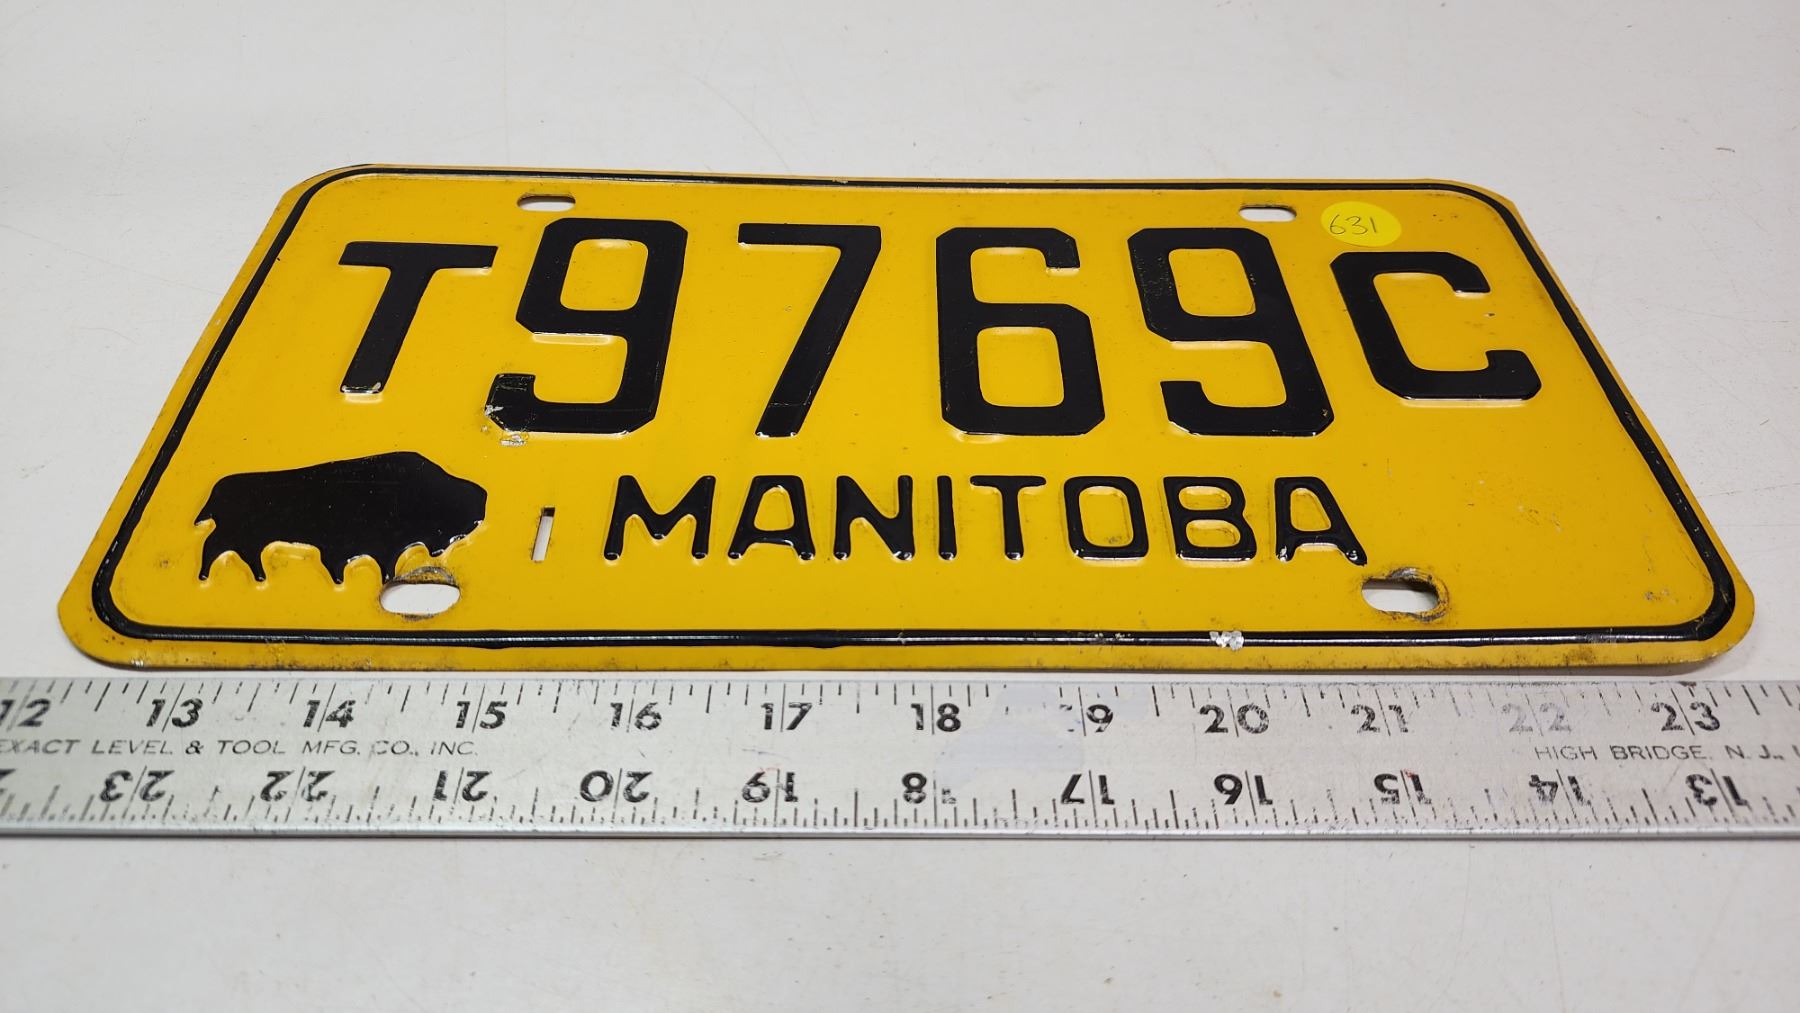 T9769C
631
MANITOBA
12 13 14 15 16 17 18 19 20 21 22 23
EXACT LEVEL & TOOL MFG. CO., INC. HIGH BRIDGE, N. J.,
23 22 21 20 19 18 17 16 15 14 13